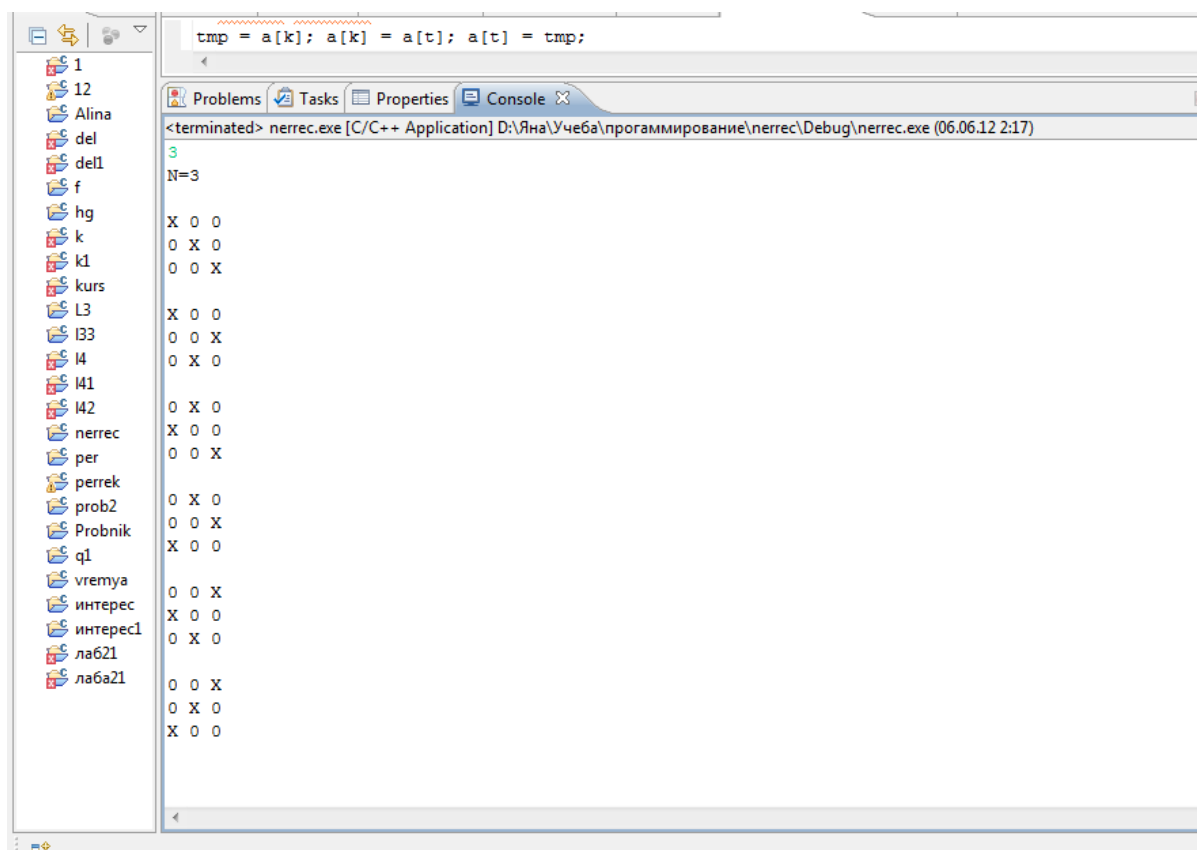 tmp = a[k]; a[k] = a[t]; a[t] = tmp;
1
12
Alina
del
del1
f
hg
k
k1
kurs
L3
l33
l4
l41
l42
nerrec
per
perrek
prob2
Probnik
q1
vremya
интерес
интерес1
лаб21
лаба21
Problems Tasks Properties Console
<terminated> nerrec.exe [C/C++ Application] D:\Яна\Учеба\прогаммирование\nerrec\Debug\nerrec.exe (06.06.12 2:17)
3
N=3
X 0 0
0 X 0
0 0 X
X 0 0
0 0 X
0 X 0
0 X 0
X 0 0
0 0 X
0 X 0
0 0 X
X 0 0
0 0 X
X 0 0
0 X 0
0 0 X
0 X 0
X 0 0